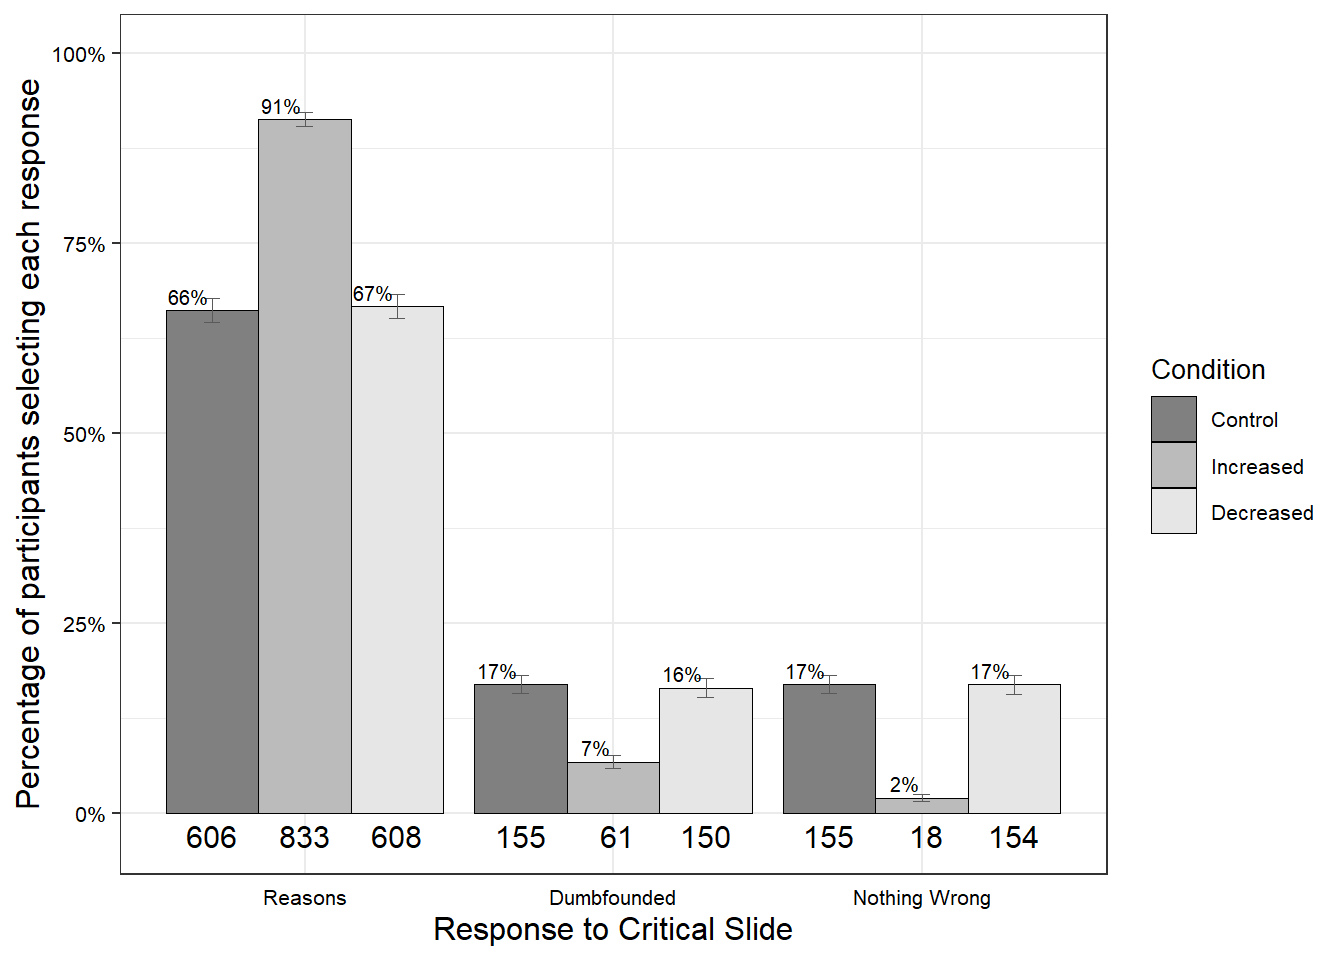 Percentage of participants selecting each response
100%
75%
50%
25%
0%
66%
91%
67%
17%
7%
16%
17%
2%
17%
606 833 608 155 61 150 155 18 154
Reasons Dumbfounded Nothing Wrong
Response to Critical Slide
Condition
Control
Increased
Decreased